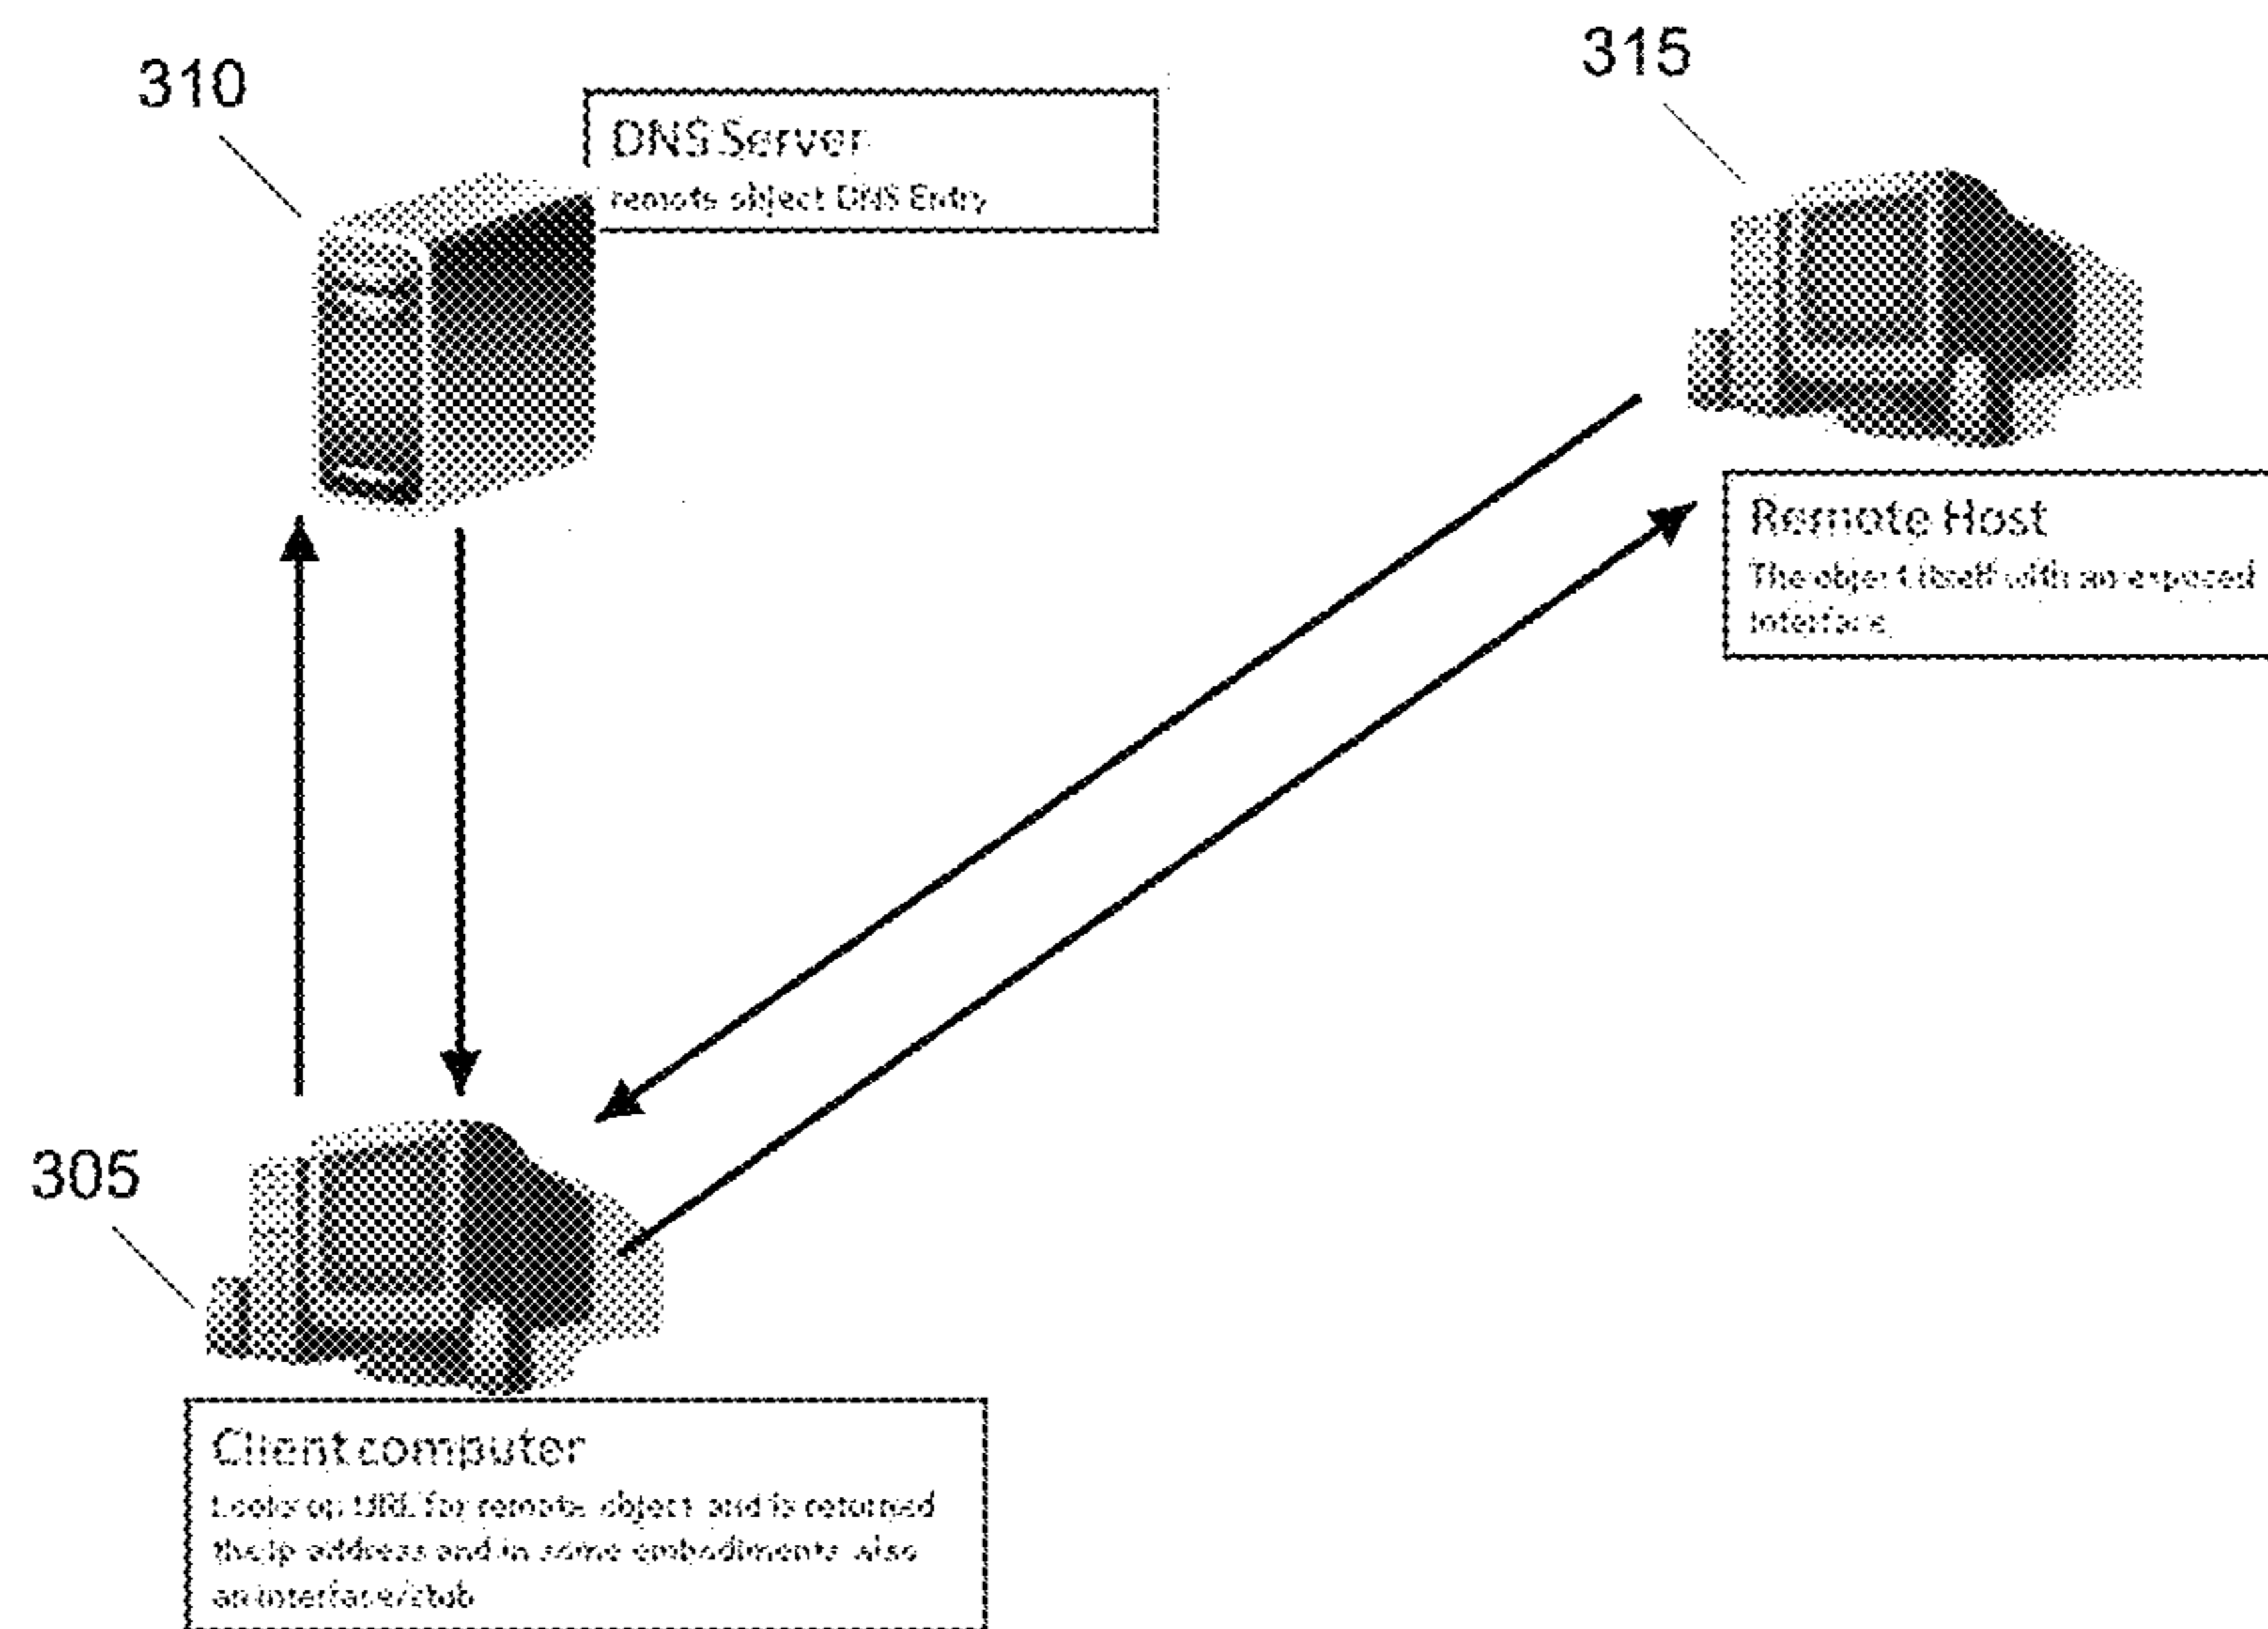 310
315
DNS Server
remote object DNS Entry
Remote Host
The object itself with an exposed
interface
305
Client computer
Looks up URL for remote object and is returned
the ip address and in some embodiments also
an interface/stub